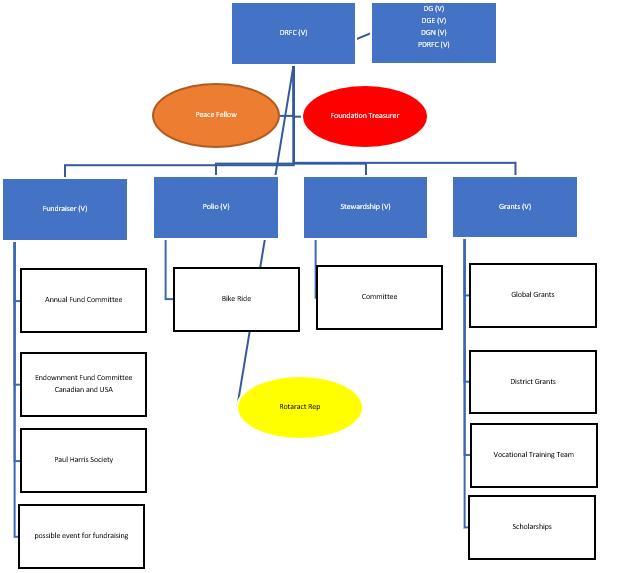 DRFC (V)
DG (V)
DGE (V)
DGN (V)
PDRFC (V)
Peace Fellow
Foundation Treasurer
Fundraiser (V)
Polio (V)
Stewardship (V)
Grants (V)
Annual Fund Committee
Bike Ride
Committee
Global Grants
Endownment Fund Committee
Canadian and USA
District Grants
Rotaract Rep
Paul Harris Society
Vocational Training Team
possible event for fundraising
Scholarships